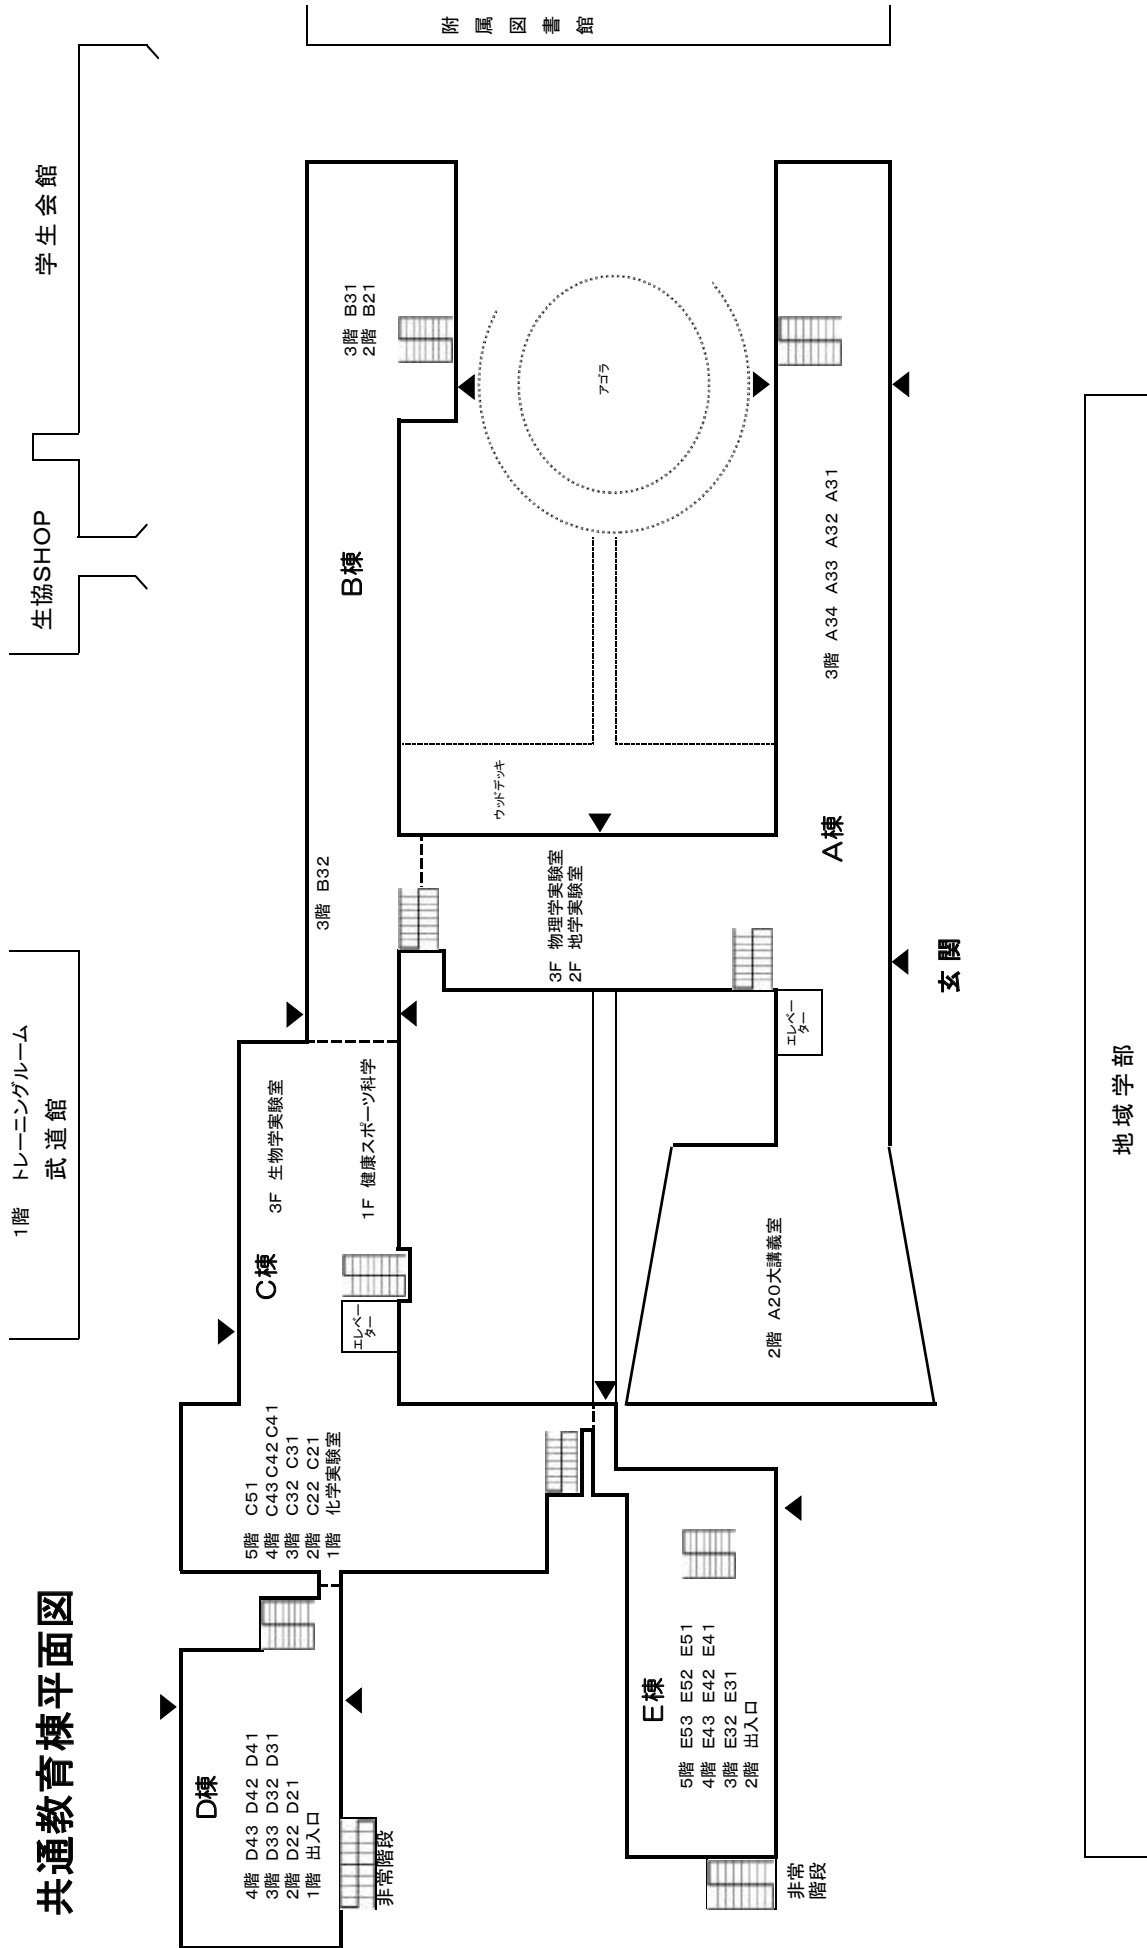 共通教育棟平面図
1階 トレーニングルーム
武道館
生協SHOP
学生会館
附属図書館
D棟
4階 D43 D42 D41
3階 D33 D32 D31
2階 D22 D21
1階 出入口
非常階段
5階 C51
4階 C43 C42 C41
3階 C32 C31
2階 C22 C21
1階 化学実験室
C棟
3F 生物学実験室
1F 健康スポーツ科学
エレベー
ター
3階 B32
B棟
3階 B31
2階 B21
ウッドデッキ
アゴラ
3F 物理学実験室
2F 地学実験室
E棟
5階 E53 E52 E51
4階 E43 E42 E41
3階 E32 E31
2階 出入口
非常
階段
2階 A20大講義室
エレベー
ター
A棟
3階 A34 A33 A32 A31
玄関
地域学部